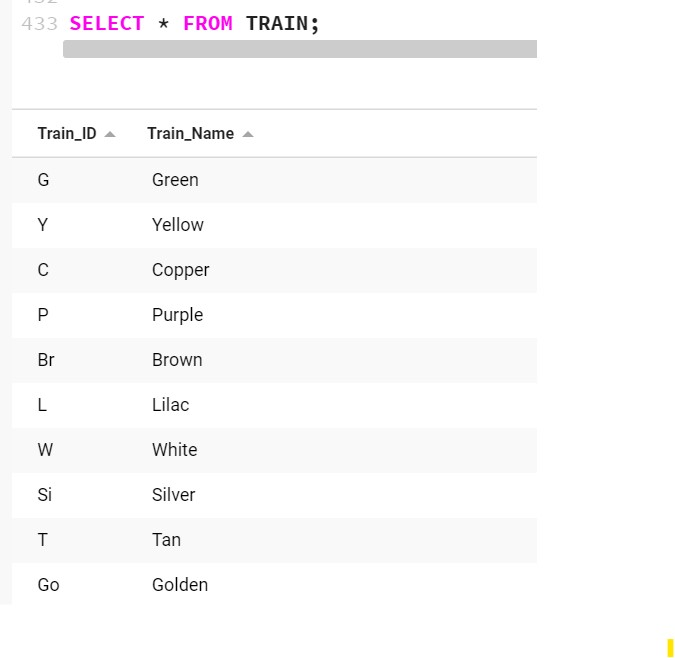 433 SELECT * FROM TRAIN;
Train_ID Train_Name
G Green
Y Yellow
C Copper
P Purple
Br Brown
L Lilac
W White
Si Silver
T Tan
Go Golden